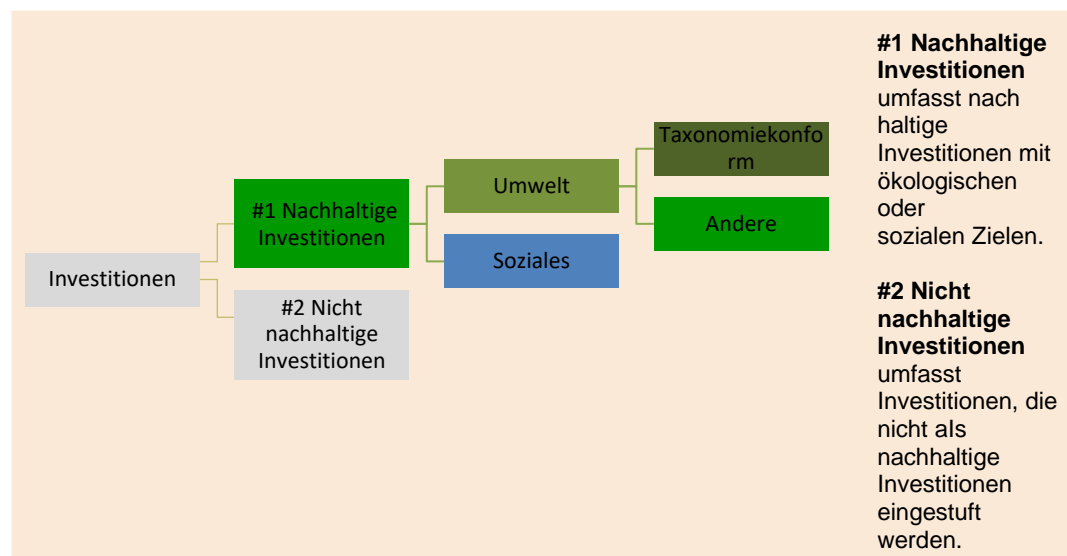 Investitionen
#1 Nachhaltige
Investitionen
#2 Nicht
nachhaltige
Investitionen
Umwelt
Soziales
Taxonomiekonfo
rm
Andere
#1 Nachhaltige
Investitionen
umfasst nach
haltige
Investitionen mit
ökologischen
oder
sozialen Zielen.
#2 Nicht
nachhaltige
Investitionen
umfasst
Investitionen, die
nicht als
nachhaltige
Investitionen
eingestuft
werden.